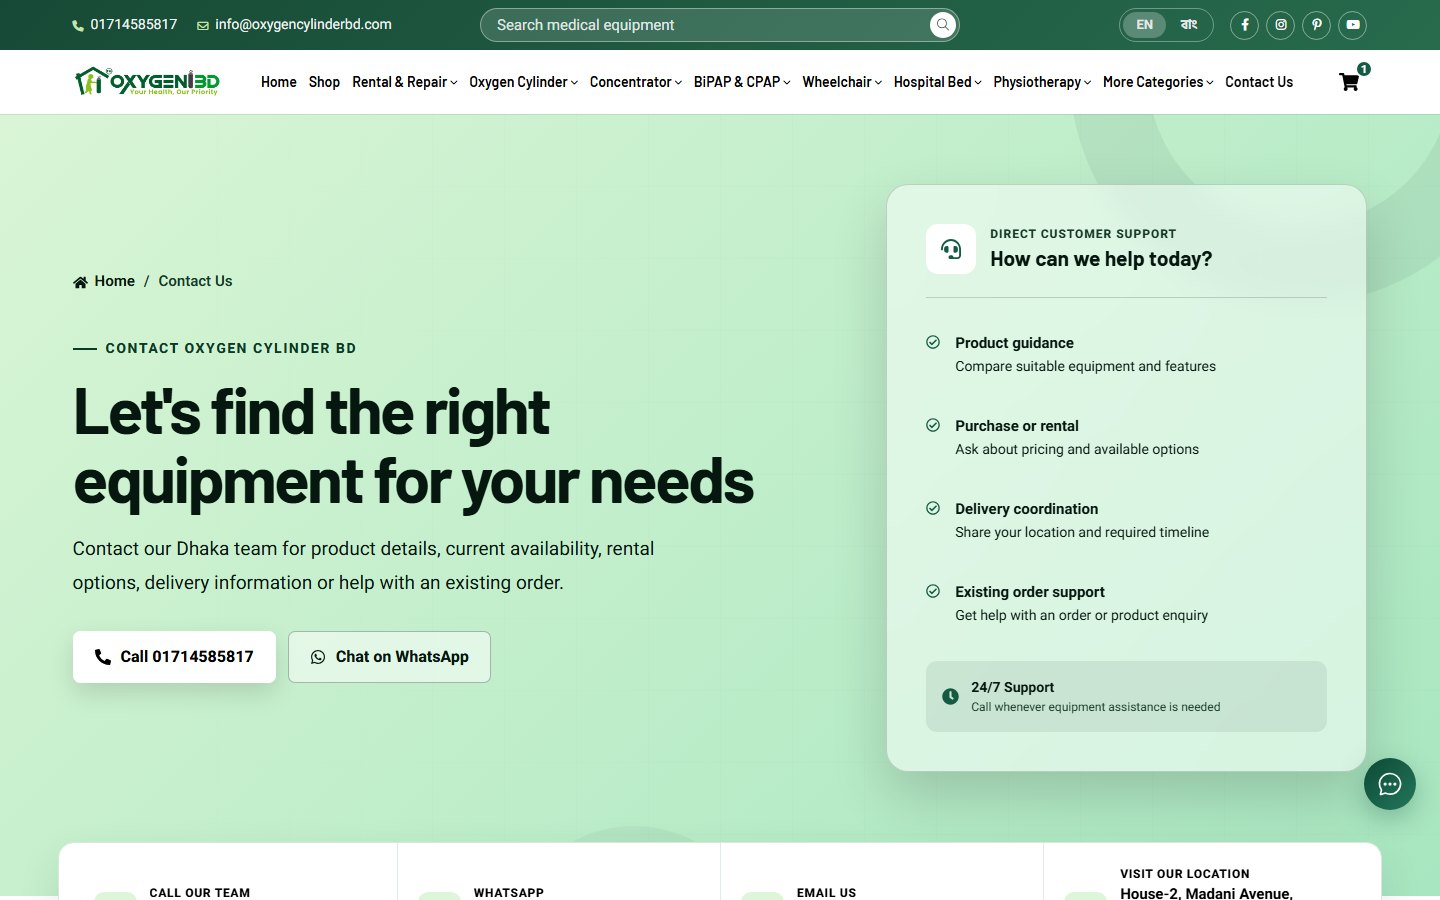 01714585817
info@oxygencylinderbd.com
Search medical equipment
EN
বাং
OXYGEN BD
Your Health, Our Priority
Home
Shop
Rental & Repair
Oxygen Cylinder
Concentrator
BiPAP & CPAP
Wheelchair
Hospital Bed
Physiotherapy
More Categories
Contact Us
1
Home / Contact Us
CONTACT OXYGEN CYLINDER BD
Let's find the right
equipment for your needs
Contact our Dhaka team for product details, current availability, rental
options, delivery information or help with an existing order.
Call 01714585817
Chat on WhatsApp
DIRECT CUSTOMER SUPPORT
How can we help today?
Product guidance
Compare suitable equipment and features
Purchase or rental
Ask about pricing and available options
Delivery coordination
Share your location and required timeline
Existing order support
Get help with an order or product enquiry
24/7 Support
Call whenever equipment assistance is needed
CALL OUR TEAM
WHATSAPP
EMAIL US
VISIT OUR LOCATION
House-2, Madani Avenue,